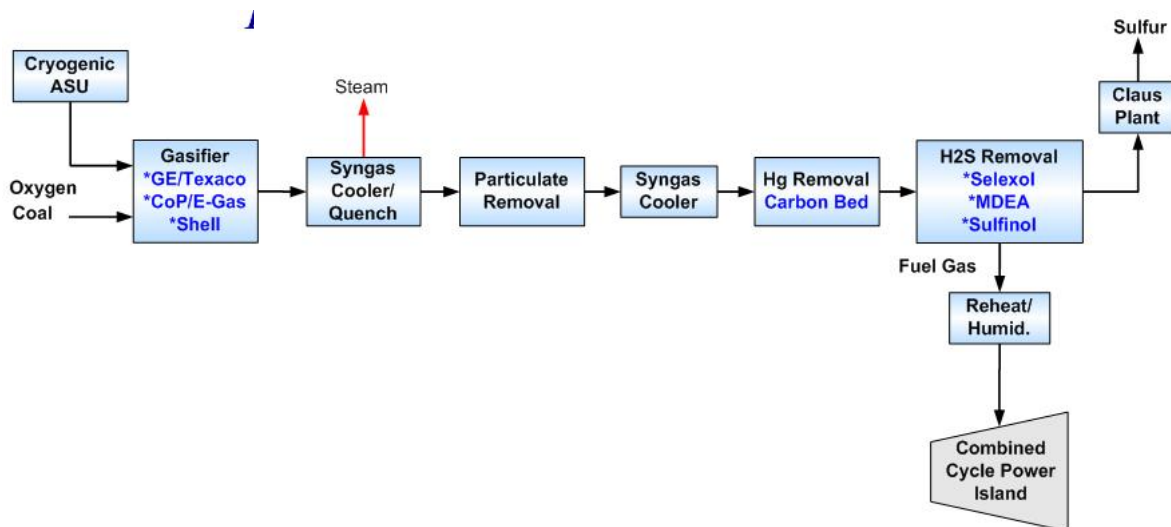 Cryogenic
ASU
Oxygen
Coal
Gasifier
*GE/Texaco
*CoP/E-Gas
*Shell
Steam
Syngas
Cooler/
Quench
Particulate
Removal
Syngas
Cooler
Hg Removal
Carbon Bed
H2S Removal
*Selexol
*MDEA
*Sulfinol
Sulfur
Claus
Plant
Fuel Gas
Reheat/
Humid.
Combined
Cycle Power
Island